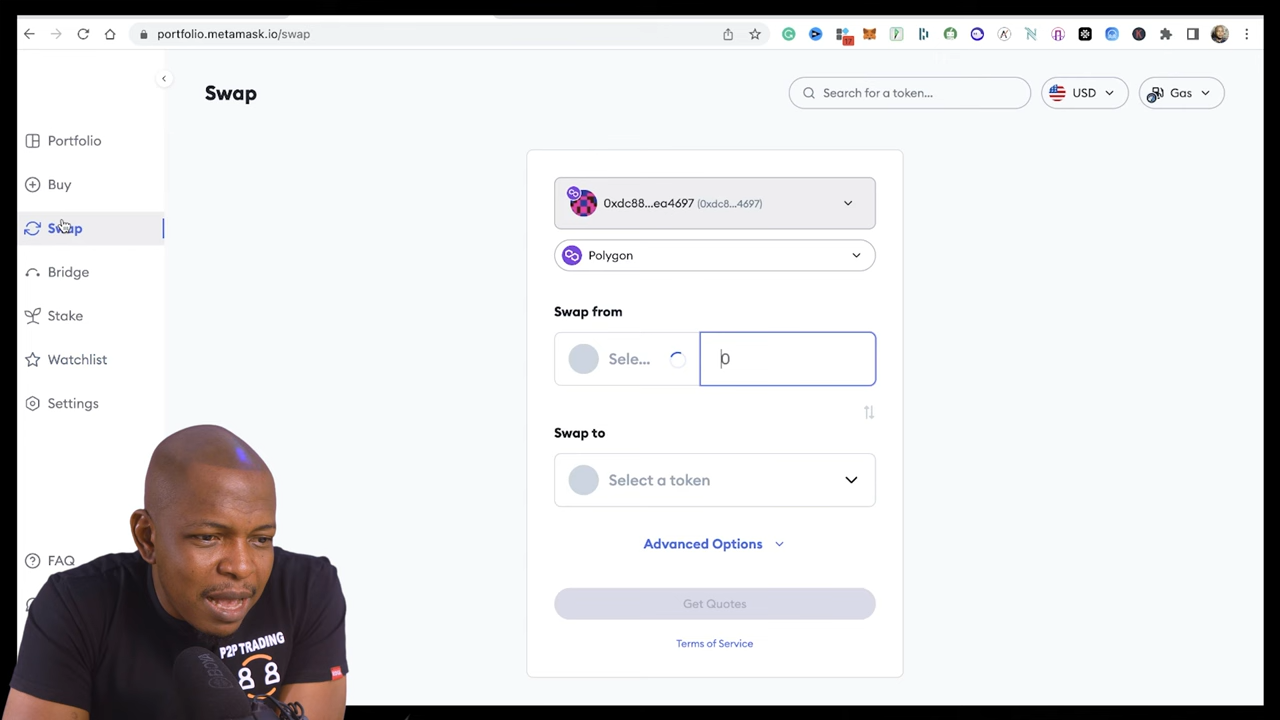 portfolio.metamask.io/swap
17
Swap
Search for a token...
USD
Gas
Portfolio
Buy
Swap
Bridge
Stake
Watchlist
Settings
FAQ
0xdc88...ea4697 (0xdc8...4697)
Polygon
Swap from
Sele...
0
Swap to
Select a token
Advanced Options
Get Quotes
Terms of Service
P2P TRADING
88